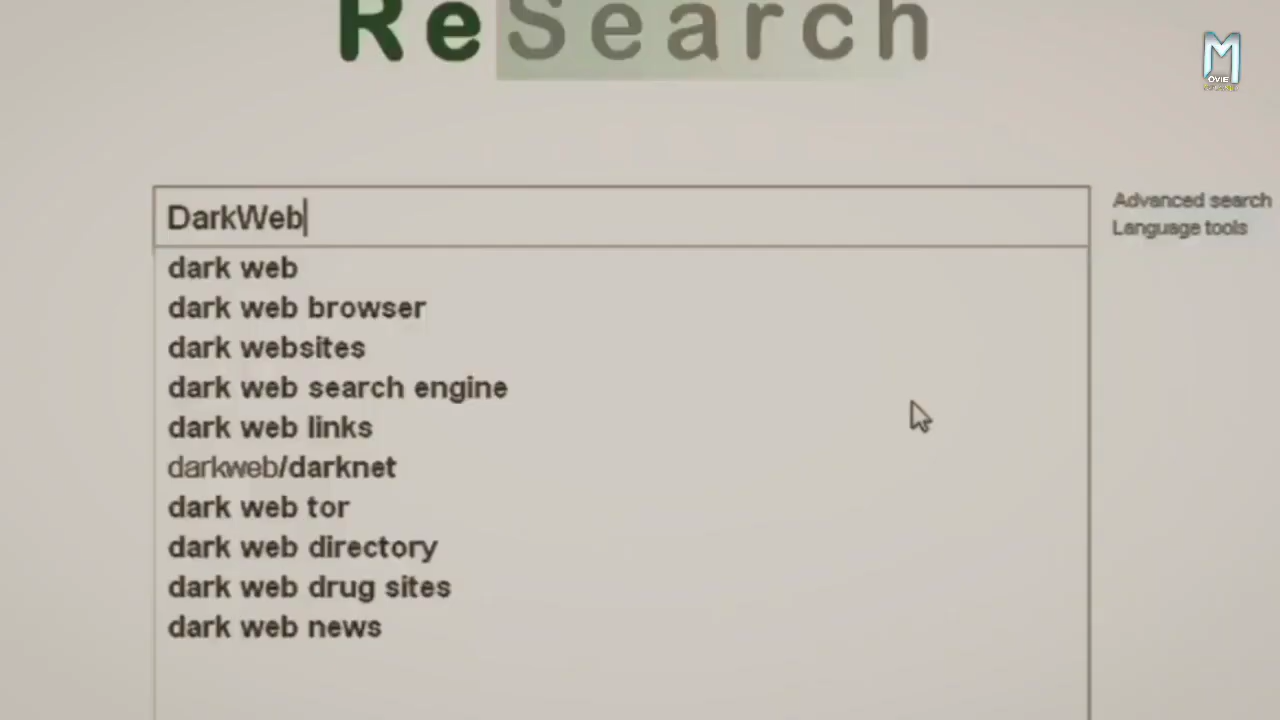 ReSearch
M
OVIE
DarkWeb
Advanced search
Language tools
dark web
dark web browser
dark websites
dark web search engine
dark web links
darkweb/darknet
dark web tor
dark web directory
dark web drug sites
dark web news